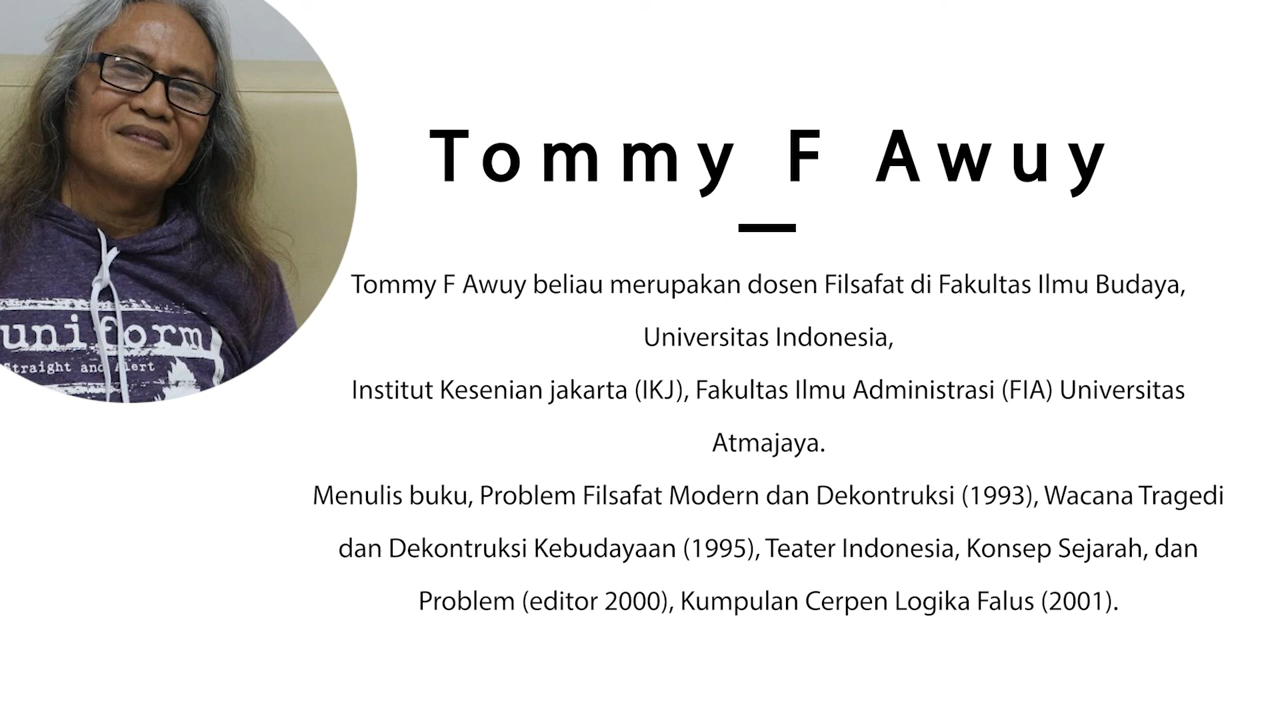 Tommy F Awuy
Tommy F Awuy beliau merupakan dosen Filsafat di Fakultas Ilmu Budaya,
Universitas Indonesia,
Institut Kesenian jakarta (IKJ), Fakultas Ilmu Administrasi (FIA) Universitas
Atmajaya.
Menulis buku, Problem Filsafat Modern dan Dekontruksi (1993), Wacana Tragedi
dan Dekontruksi Kebudayaan (1995), Teater Indonesia, Konsep Sejarah, dan
Problem (editor 2000), Kumpulan Cerpen Logika Falus (2001).
uniform
Straight and Alert